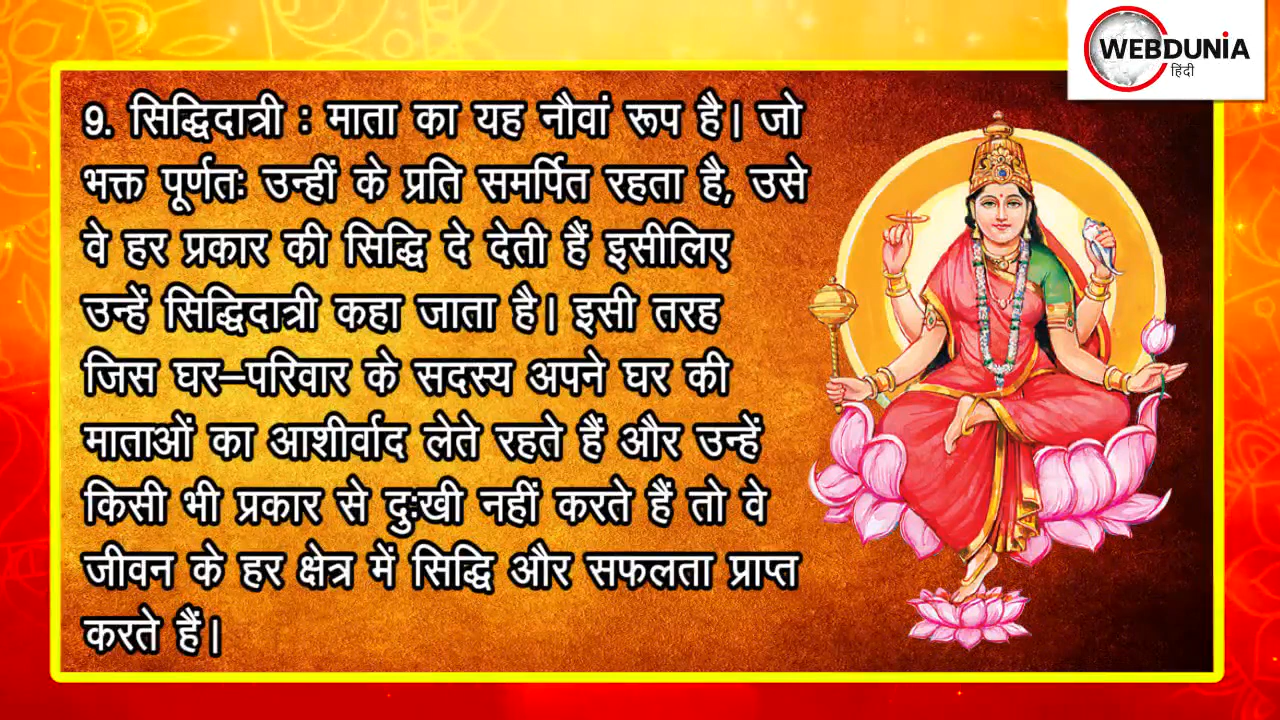 WEBDUNIA
हिंदी
9. सिद्धिदात्री : माता का यह नौवां रूप है। जो
भक्त पूर्णतः उन्हीं के प्रति समर्पित रहता है, उसे
वे हर प्रकार की सिद्धि दे देती हैं इसीलिए
उन्हें सिद्धिदात्री कहा जाता है। इसी तरह
जिस घर-परिवार के सदस्य अपने घर की
माताओं का आशीर्वाद लेते रहते हैं और उन्हें
किसी भी प्रकार से दुःखी नहीं करते हैं तो वे
जीवन के हर क्षेत्र में सिद्धि और सफलता प्राप्त
करते हैं।